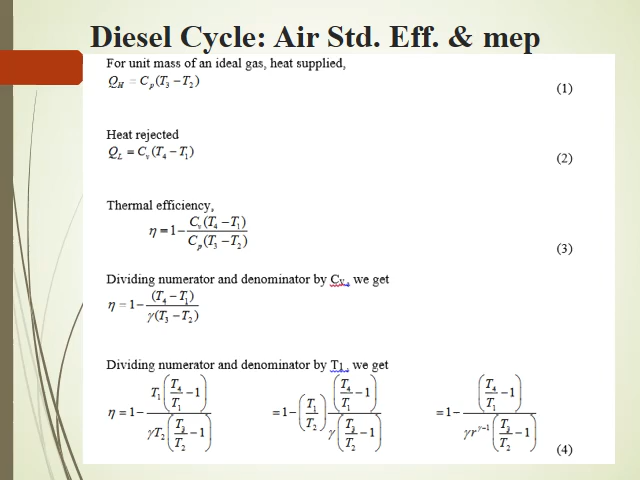 Diesel Cycle: Air Std. Eff. & mep
For unit mass of an ideal gas, heat supplied,
Q_H = C_p(T_3 − T_2) (1)
Heat rejected
Q_L = C_v(T_4 − T_1) (2)
Thermal efficiency,
η = 1 − C_v(T_4 − T_1) / C_p(T_3 − T_2) (3)
Dividing numerator and denominator by Cv, we get
η = 1 − (T_4 − T_1) / γ(T_3 − T_2)
Dividing numerator and denominator by T1, we get
η = 1 − T_1(T_4/T_1 − 1) / γT_2(T_3/T_2 − 1) = 1 − (T_1/T_2) (T_4/T_1 − 1) / γ(T_3/T_2 − 1) = 1 − (T_4/T_1 − 1) / γr^(γ−1)(T_3/T_2 − 1) (4)